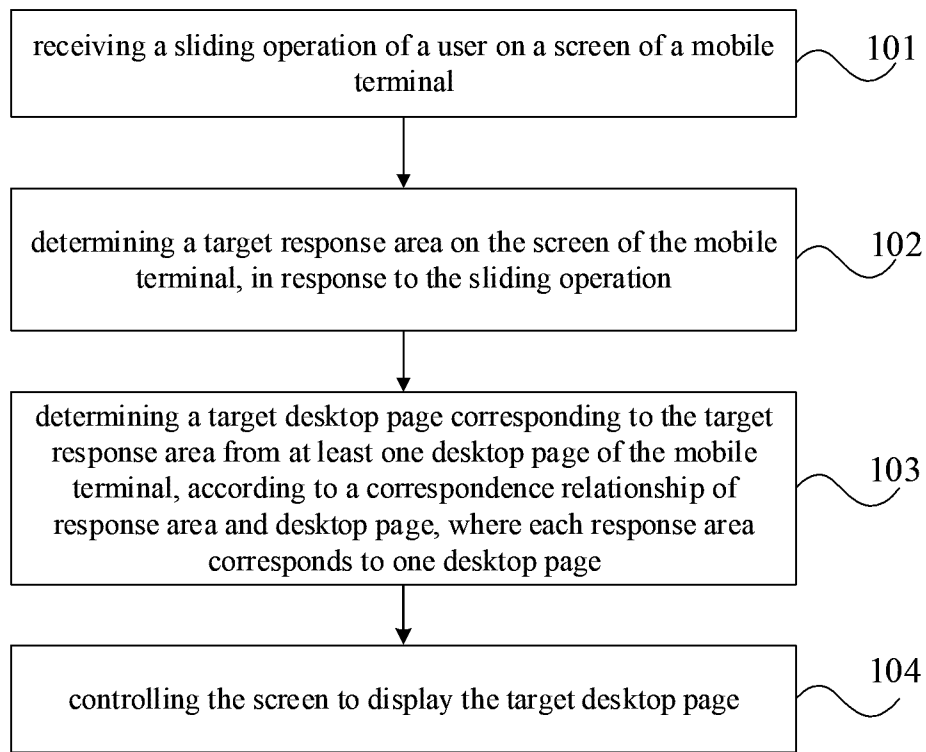 receiving a sliding operation of a user on a screen of a mobile
terminal
101
determining a target response area on the screen of the mobile
terminal, in response to the sliding operation
102
determining a target desktop page corresponding to the target
response area from at least one desktop page of the mobile
terminal, according to a correspondence relationship of
response area and desktop page, where each response area
corresponds to one desktop page
103
controlling the screen to display the target desktop page
104